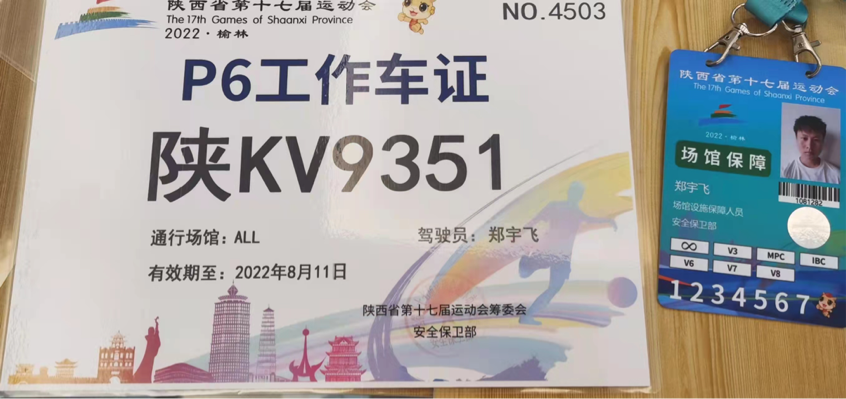 陕西省第十七届运动会
The 17th Games of Shaanxi Province
2022·榆林
NO.4503
P6工作车证
陕KV9351
通行场馆：ALL
驾驶员：郑宇飞
有效期至：2022年8月11日
陕西省第十七届运动会筹委会
安全保卫部
陕西省第十七届运动会
The 17th Games of Shaanxi Province
2022·榆林
场馆保障
郑宇飞
1081282
场馆设施保障人员
安全保卫部
∞ V3 MPC IBC
V6 V7 V8
1234567